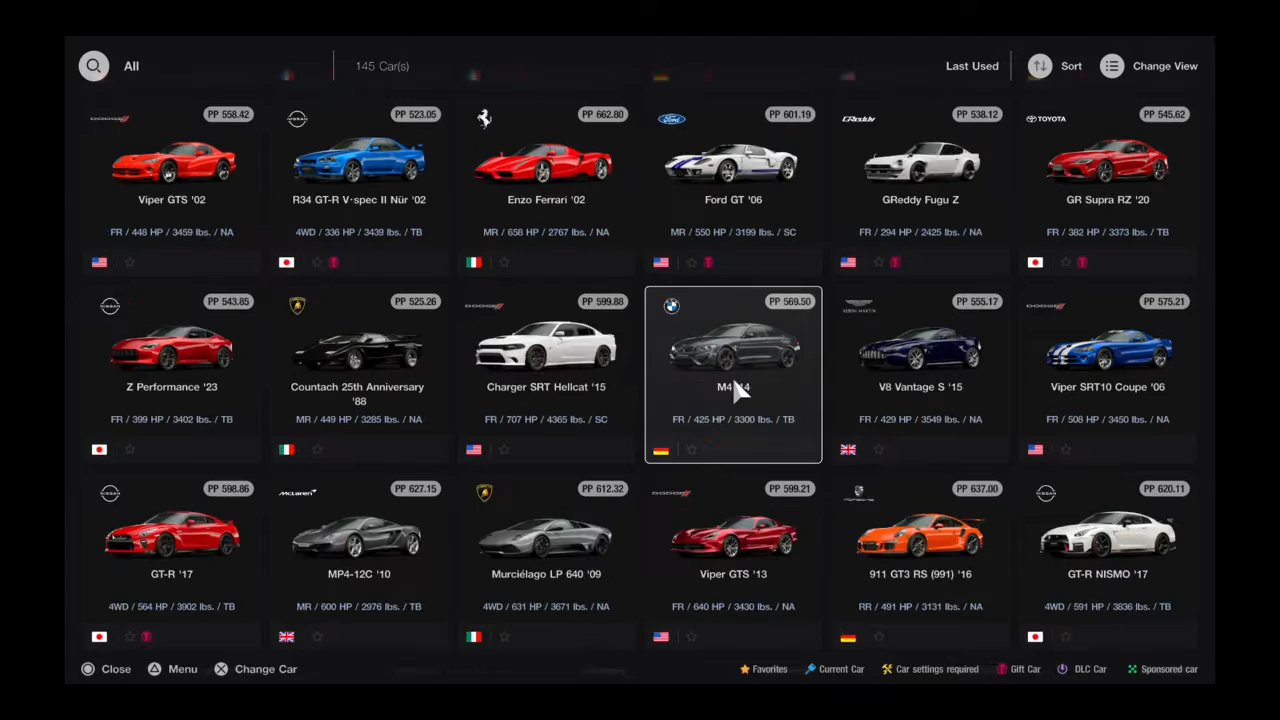 All
145 Car(s)
Last Used
Sort
Change View
PP 558.42
Viper GTS '02
FR / 448 HP / 3459 lbs. / NA
PP 523.05
R34 GT-R V·spec II Nür '02
4WD / 336 HP / 3439 lbs. / TB
PP 662.80
Enzo Ferrari '02
MR / 658 HP / 2767 lbs. / NA
Ford
PP 601.19
Ford GT '06
MR / 550 HP / 3199 lbs. / SC
GReddy
PP 538.12
GReddy Fugu Z
FR / 294 HP / 2425 lbs. / NA
TOYOTA
PP 545.62
GR Supra RZ '20
FR / 382 HP / 3373 lbs. / TB
PP 543.85
Z Performance '23
FR / 399 HP / 3402 lbs. / TB
PP 525.26
Countach 25th Anniversary
'88
MR / 449 HP / 3285 lbs. / NA
DODGE
PP 599.88
Charger SRT Hellcat '15
FR / 707 HP / 4365 lbs. / SC
PP 569.50
M4 '14
FR / 425 HP / 3300 lbs. / TB
ASTON MARTIN
PP 555.17
V8 Vantage S '15
FR / 429 HP / 3549 lbs. / NA
DODGE
PP 575.21
Viper SRT10 Coupe '06
FR / 508 HP / 3450 lbs. / NA
PP 598.86
GT-R '17
4WD / 564 HP / 3902 lbs. / TB
McLaren
PP 627.15
MP4-12C '10
MR / 600 HP / 2976 lbs. / TB
PP 612.32
Murciélago LP 640 '09
4WD / 631 HP / 3671 lbs. / NA
DODGE
PP 599.21
Viper GTS '13
FR / 640 HP / 3430 lbs. / NA
PP 637.00
911 GT3 RS (991) '16
RR / 491 HP / 3131 lbs. / NA
PP 620.11
GT-R NISMO '17
4WD / 591 HP / 3836 lbs. / TB
Close
Menu
Change Car
Favorites
Current Car
Car settings required
Gift Car
DLC Car
Sponsored car